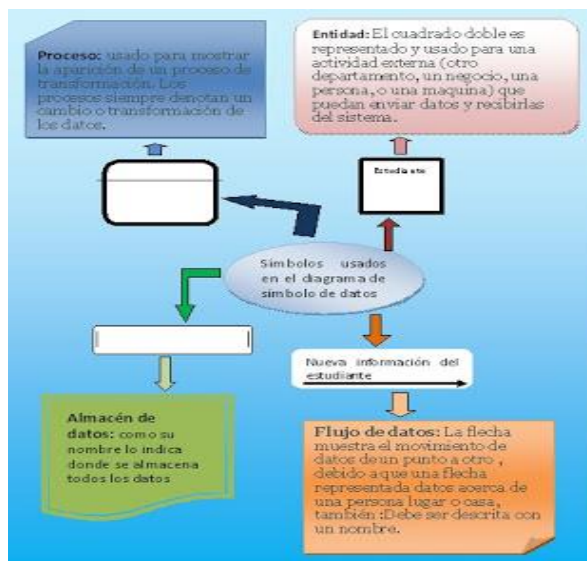 Proceso: usado para mostrar
la aparición de un proceso de
transformación. Los
procesos siempre denotan un
cambio o transformación de
los datos.
Entidad: El cuadrado doble es
representado y usado para una
actividad externa (otro
departamento, un negocio, una
persona, o una maquina) que
puedan enviar datos y recibirlas
del sistema.
Estudiante
Símbolos usados
en el diagrama de
símbolo de datos
Nueva información del
estudiante
Almacén de
datos: como su
nombre lo indica
donde se almacena
todos los datos
Flujo de datos: La flecha
muestra el movimiento de
datos de un punto a otro ,
debido a que una flecha
representada datos acerca de
una persona lugar o casa,
también :Debe ser descrita con
un nombre.